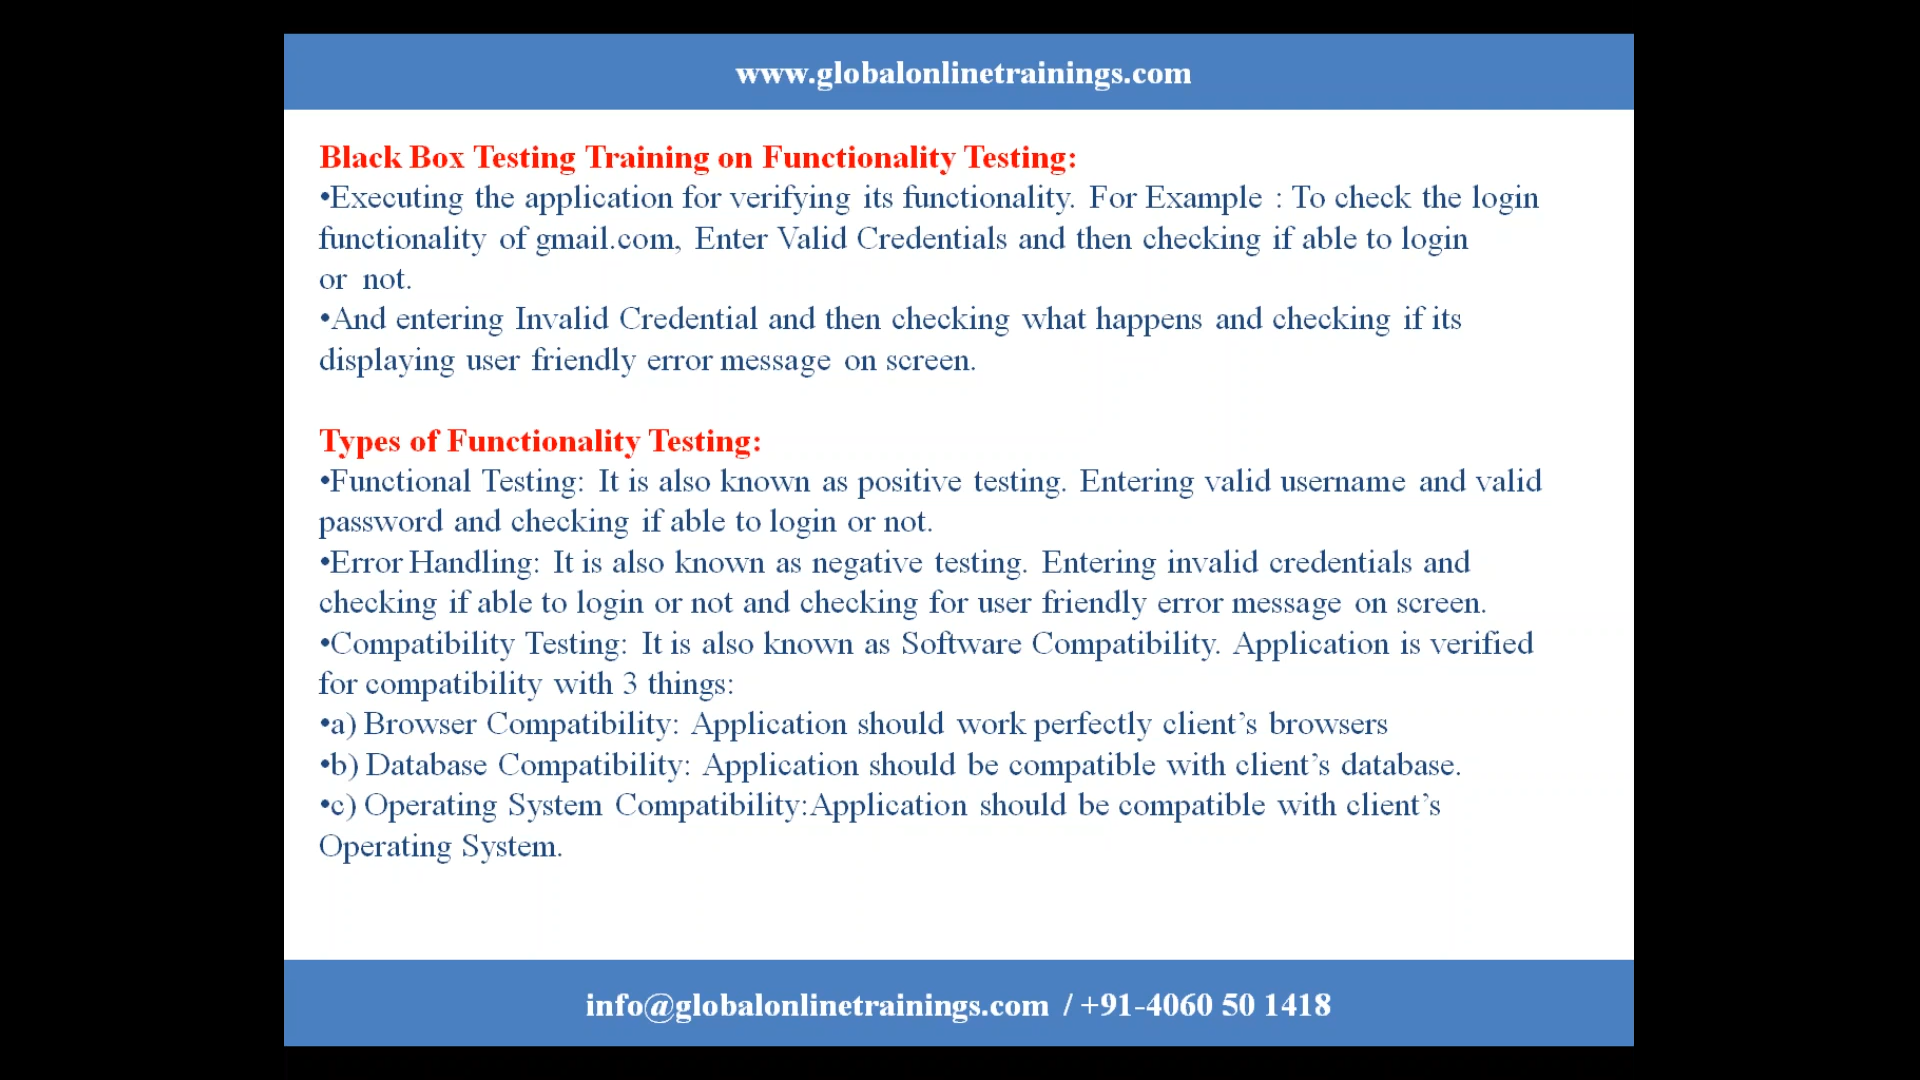 www.globalonlinetrainings.com
Black Box Testing Training on Functionality Testing:
•Executing the application for verifying its functionality. For Example : To check the login
functionality of gmail.com, Enter Valid Credentials and then checking if able to login
or not.
•And entering Invalid Credential and then checking what happens and checking if its
displaying user friendly error message on screen.
Types of Functionality Testing:
•Functional Testing: It is also known as positive testing. Entering valid username and valid
password and checking if able to login or not.
•Error Handling: It is also known as negative testing. Entering invalid credentials and
checking if able to login or not and checking for user friendly error message on screen.
•Compatibility Testing: It is also known as Software Compatibility. Application is verified
for compatibility with 3 things:
•a) Browser Compatibility: Application should work perfectly client’s browsers
•b) Database Compatibility: Application should be compatible with client’s database.
•c) Operating System Compatibility:Application should be compatible with client’s
Operating System.
info@globalonlinetrainings.com / +91-4060 50 1418